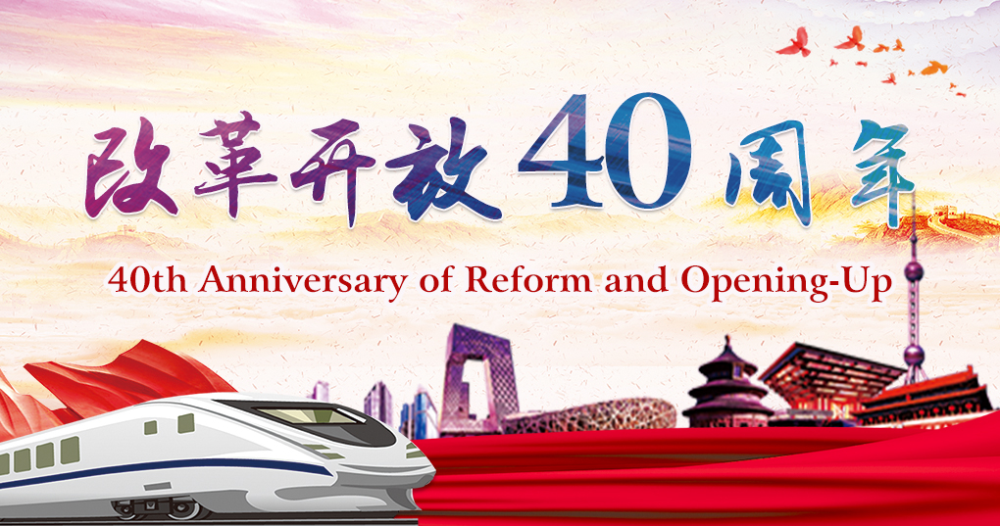 改革开放40周年
40th Anniversary of Reform and Opening-Up